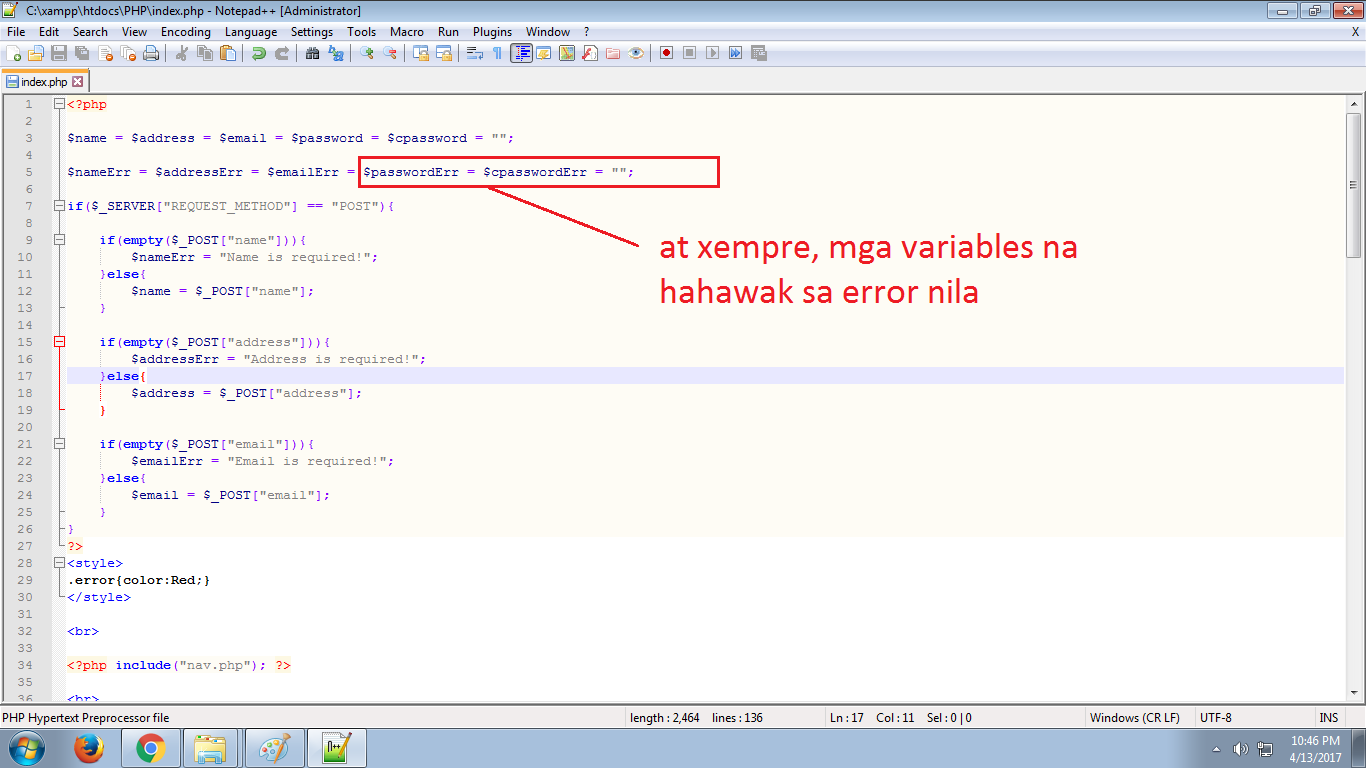 C:\xampp\htdocs\PHP\index.php - Notepad++ [Administrator]
File Edit Search View Encoding Language Settings Tools Macro Run Plugins Window ? X
index.php
1 <?php
2
3 $name = $address = $email = $password = $cpassword = "";
4
5 $nameErr = $addressErr = $emailErr = $passwordErr = $cpasswordErr = "";
6
7 if($_SERVER["REQUEST_METHOD"] == "POST"){
8
9 if(empty($_POST["name"])){
10 $nameErr = "Name is required!";
11 }else{
12 $name = $_POST["name"];
13 }
14
15 if(empty($_POST["address"])){
16 $addressErr = "Address is required!";
17 }else{
18 $address = $_POST["address"];
19 }
20
21 if(empty($_POST["email"])){
22 $emailErr = "Email is required!";
23 }else{
24 $email = $_POST["email"];
25 }
26 }
27 ?>
28 <style>
29 .error{color:Red;}
30 </style>
31
32 <br>
33
34 <?php include("nav.php"); ?>
35
36 <br>
at xempre, mga variables na
hahawak sa error nila
PHP Hypertext Preprocessor file length : 2,464 lines : 136 Ln : 17 Col : 11 Sel : 0 | 0 Windows (CR LF) UTF-8 INS
10:46 PM
4/13/2017